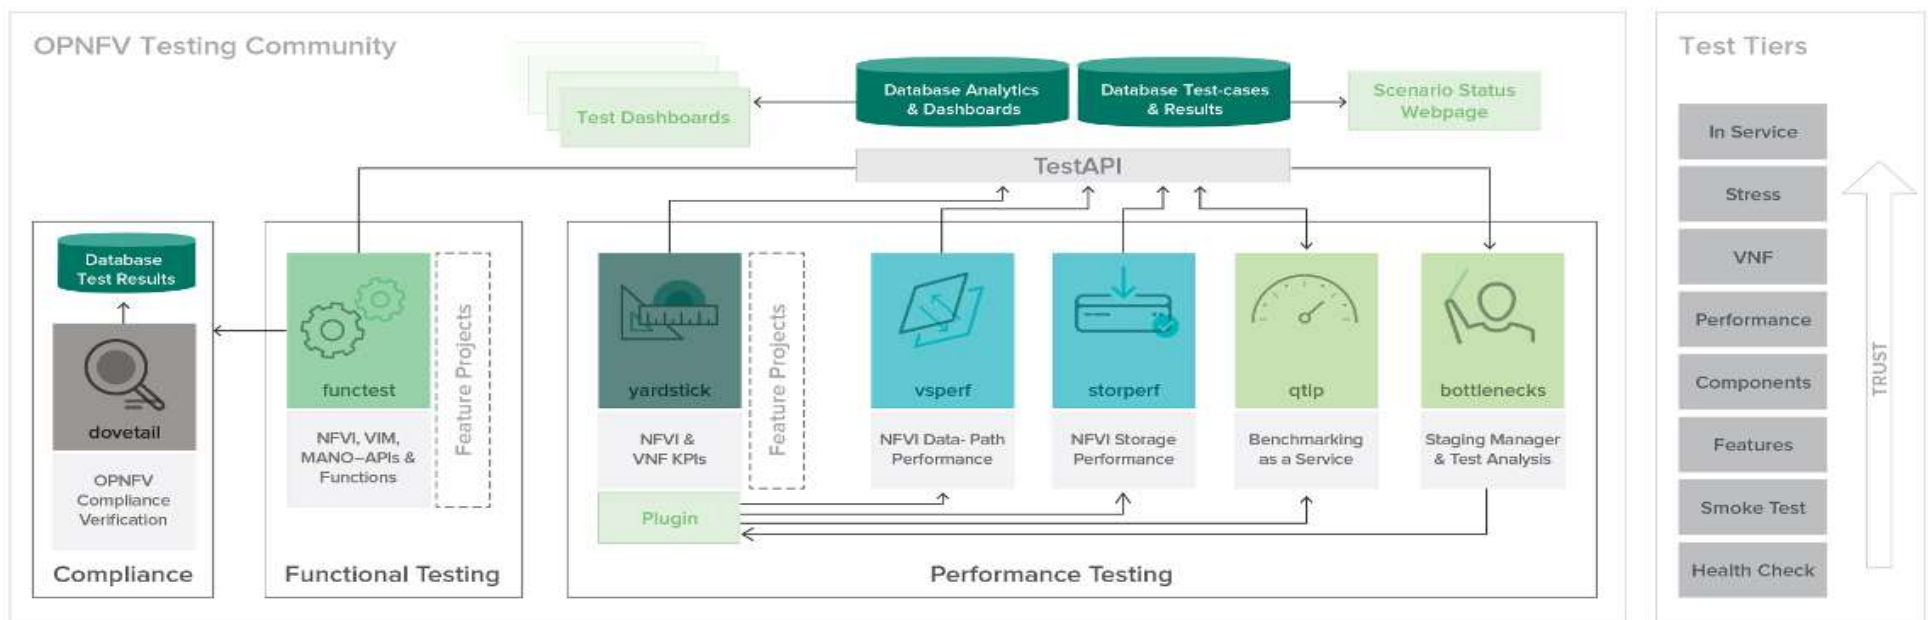 OPNFV Testing Community
Test Dashboards
Database Analytics
& Dashboards
Database Test-cases
& Results
Scenario Status
Webpage
TestAPI
Database
Test Results
dovetail
OPNFV
Compliance
Verification
Compliance
functest
NFVI, VIM,
MANO–APIs &
Functions
Feature Projects
Functional Testing
yardstick
NFVI &
VNF KPIs
Plugin
Feature Projects
vsperf
NFVI Data- Path
Performance
storperf
NFVI Storage
Performance
qtip
Benchmarking
as a Service
bottlenecks
Staging Manager
& Test Analysis
Performance Testing
Test Tiers
In Service
Stress
VNF
Performance
Components
Features
Smoke Test
Health Check
TRUST